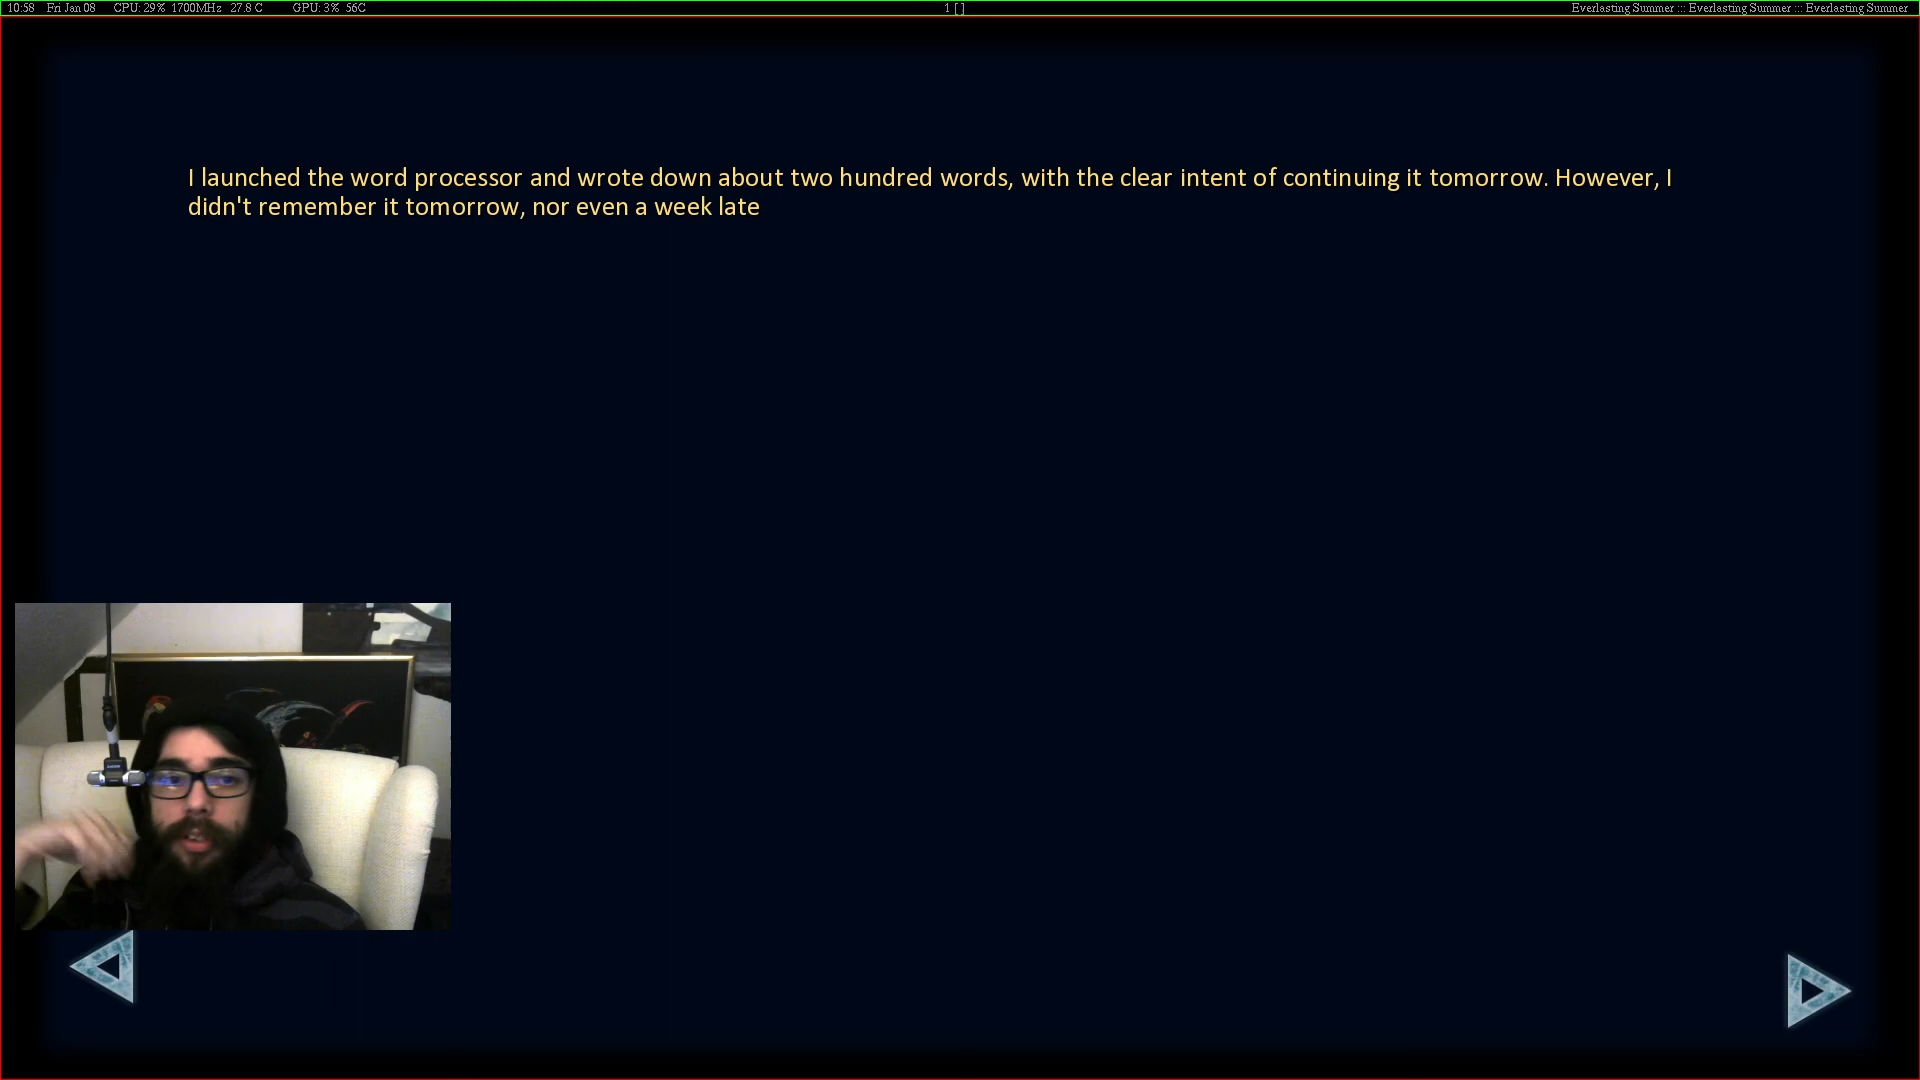 10:58 Fri Jan 08 CPU: 29% 1700MHz 27.8 C GPU: 3% 56C 1 [ ] Everlasting Summer ::: Everlasting Summer ::: Everlasting Summer
I launched the word processor and wrote down about two hundred words, with the clear intent of continuing it tomorrow. However, I
didn't remember it tomorrow, nor even a week late